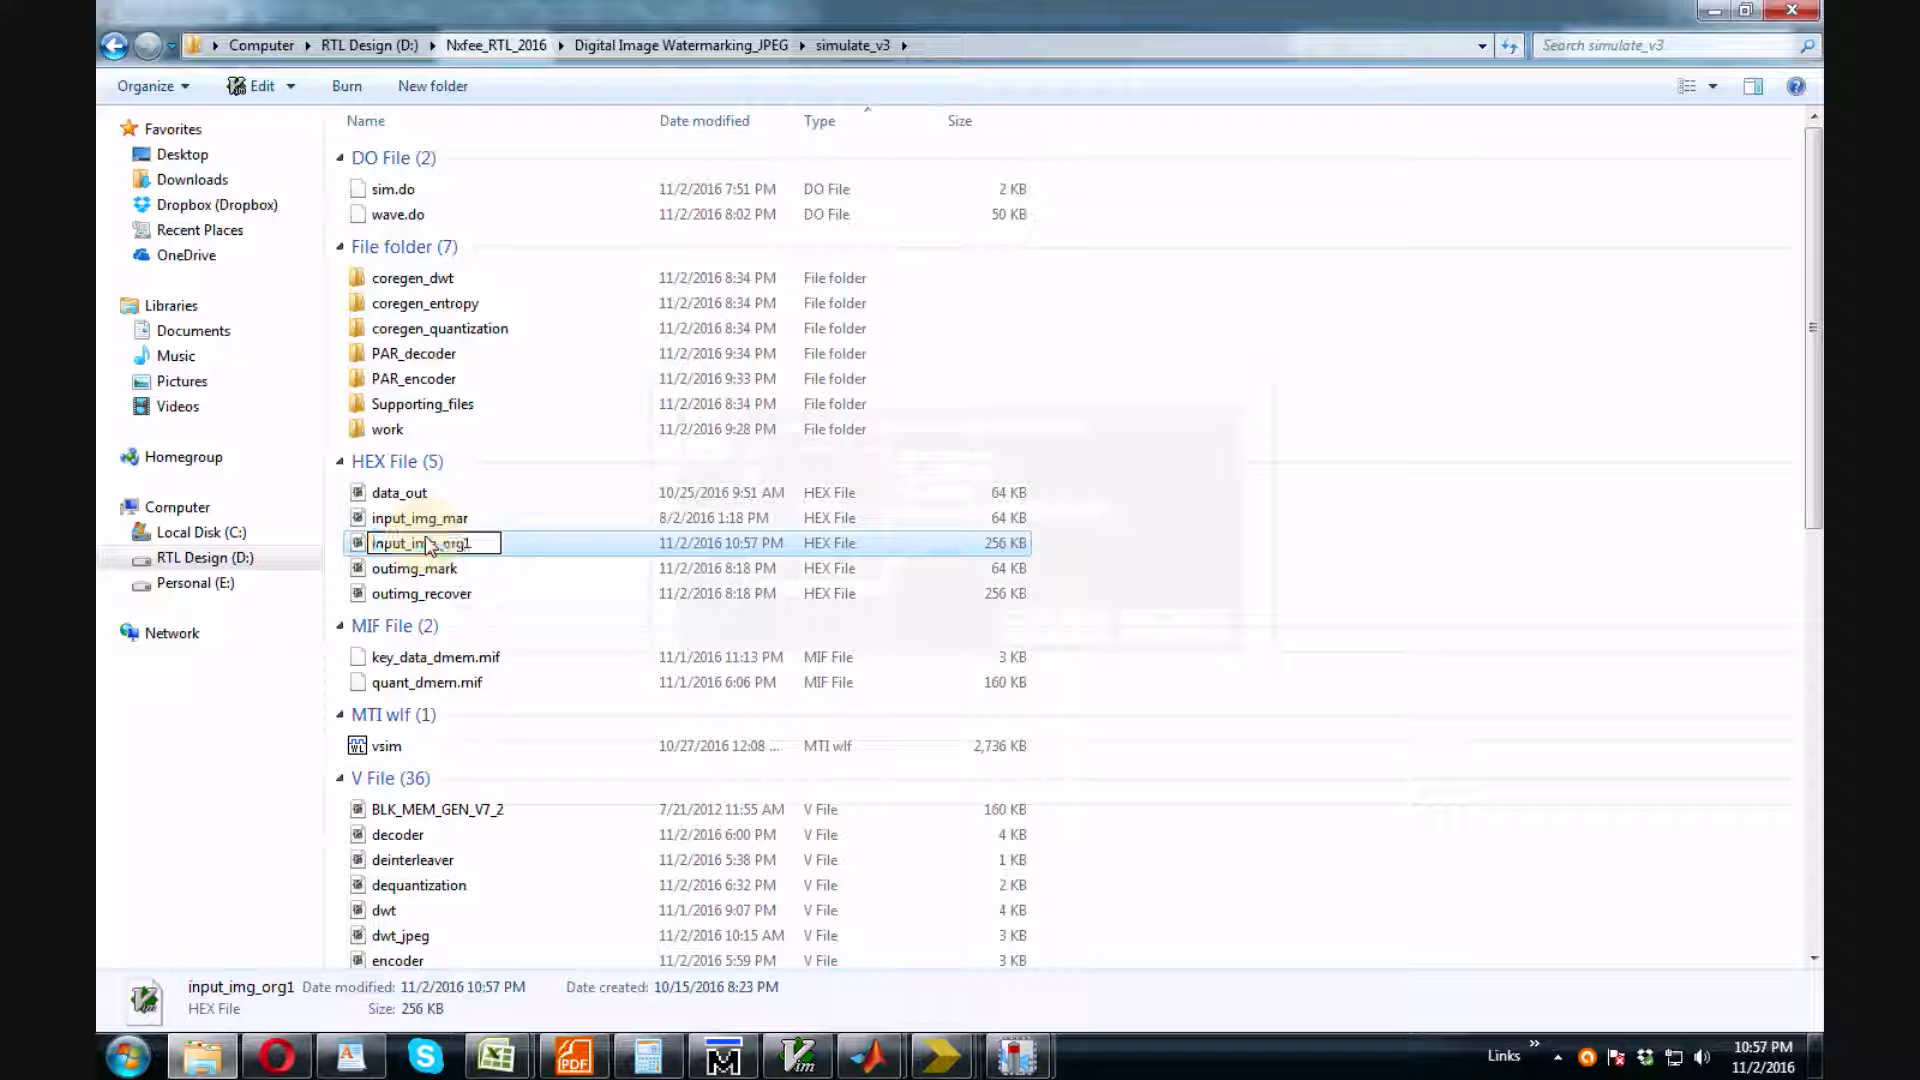 Computer RTL Design (D:) Nxfee_RTL_2016 Digital Image Watermarking_JPEG simulate_v3 Search simulate_v3
Organize Edit Burn New folder
Name Date modified Type Size
Favorites
Desktop
Downloads
Dropbox (Dropbox)
Recent Places
OneDrive
Libraries
Documents
Music
Pictures
Videos
Homegroup
Computer
Local Disk (C:)
RTL Design (D:)
Personal (E:)
Network
DO File (2)
sim.do 11/2/2016 7:51 PM DO File 2 KB
wave.do 11/2/2016 8:02 PM DO File 50 KB
File folder (7)
coregen_dwt 11/2/2016 8:34 PM File folder
coregen_entropy 11/2/2016 8:34 PM File folder
coregen_quantization 11/2/2016 8:34 PM File folder
PAR_decoder 11/2/2016 9:34 PM File folder
PAR_encoder 11/2/2016 9:33 PM File folder
Supporting_files 11/2/2016 8:34 PM File folder
work 11/2/2016 9:28 PM File folder
HEX File (5)
data_out 10/25/2016 9:51 AM HEX File 64 KB
input_img_mar 8/2/2016 1:18 PM HEX File 64 KB
input_img_org1 11/2/2016 10:57 PM HEX File 256 KB
outimg_mark 11/2/2016 8:18 PM HEX File 64 KB
outimg_recover 11/2/2016 8:18 PM HEX File 256 KB
MIF File (2)
key_data_dmem.mif 11/1/2016 11:13 PM MIF File 3 KB
quant_dmem.mif 11/1/2016 6:06 PM MIF File 160 KB
MTI wlf (1)
vsim 10/27/2016 12:08 ... MTI wlf 2,736 KB
V File (36)
BLK_MEM_GEN_V7_2 7/21/2012 11:55 AM V File 160 KB
decoder 11/2/2016 6:00 PM V File 4 KB
deinterleaver 11/2/2016 5:38 PM V File 1 KB
dequantization 11/2/2016 6:32 PM V File 2 KB
dwt 11/1/2016 9:07 PM V File 4 KB
dwt_jpeg 11/2/2016 10:15 AM V File 3 KB
encoder 11/2/2016 5:59 PM V File 3 KB
input_img_org1 Date modified: 11/2/2016 10:57 PM Date created: 10/15/2016 8:23 PM
HEX File Size: 256 KB
PDF
Vim
Links
10:57 PM
11/2/2016